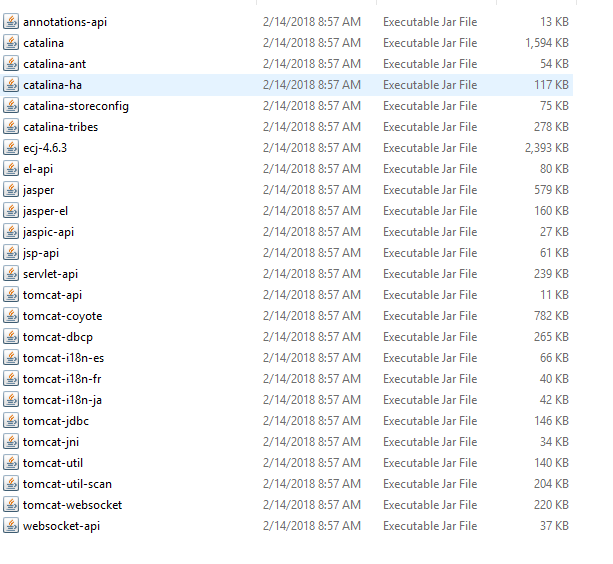 annotations-api 2/14/2018 8:57 AM Executable Jar File 13 KB
catalina 2/14/2018 8:57 AM Executable Jar File 1,594 KB
catalina-ant 2/14/2018 8:57 AM Executable Jar File 54 KB
catalina-ha 2/14/2018 8:57 AM Executable Jar File 117 KB
catalina-storeconfig 2/14/2018 8:57 AM Executable Jar File 75 KB
catalina-tribes 2/14/2018 8:57 AM Executable Jar File 278 KB
ecj-4.6.3 2/14/2018 8:57 AM Executable Jar File 2,393 KB
el-api 2/14/2018 8:57 AM Executable Jar File 80 KB
jasper 2/14/2018 8:57 AM Executable Jar File 579 KB
jasper-el 2/14/2018 8:57 AM Executable Jar File 160 KB
jaspic-api 2/14/2018 8:57 AM Executable Jar File 27 KB
jsp-api 2/14/2018 8:57 AM Executable Jar File 61 KB
servlet-api 2/14/2018 8:57 AM Executable Jar File 239 KB
tomcat-api 2/14/2018 8:57 AM Executable Jar File 11 KB
tomcat-coyote 2/14/2018 8:57 AM Executable Jar File 782 KB
tomcat-dbcp 2/14/2018 8:57 AM Executable Jar File 265 KB
tomcat-i18n-es 2/14/2018 8:57 AM Executable Jar File 66 KB
tomcat-i18n-fr 2/14/2018 8:57 AM Executable Jar File 40 KB
tomcat-i18n-ja 2/14/2018 8:57 AM Executable Jar File 42 KB
tomcat-jdbc 2/14/2018 8:57 AM Executable Jar File 146 KB
tomcat-jni 2/14/2018 8:57 AM Executable Jar File 34 KB
tomcat-util 2/14/2018 8:57 AM Executable Jar File 140 KB
tomcat-util-scan 2/14/2018 8:57 AM Executable Jar File 204 KB
tomcat-websocket 2/14/2018 8:57 AM Executable Jar File 220 KB
websocket-api 2/14/2018 8:57 AM Executable Jar File 37 KB